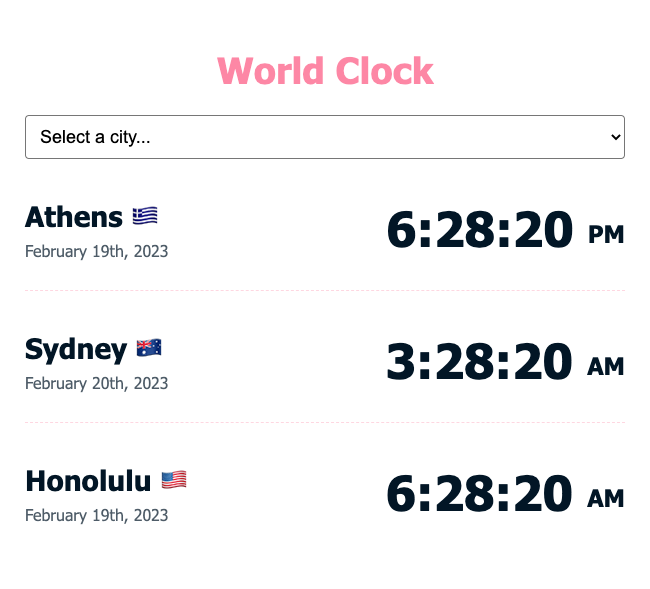 World Clock
Select a city...
Athens 🇬🇷
6:28:20 PM
February 19th, 2023
Sydney 🇦🇺
3:28:20 AM
February 20th, 2023
Honolulu 🇺🇸
6:28:20 AM
February 19th, 2023